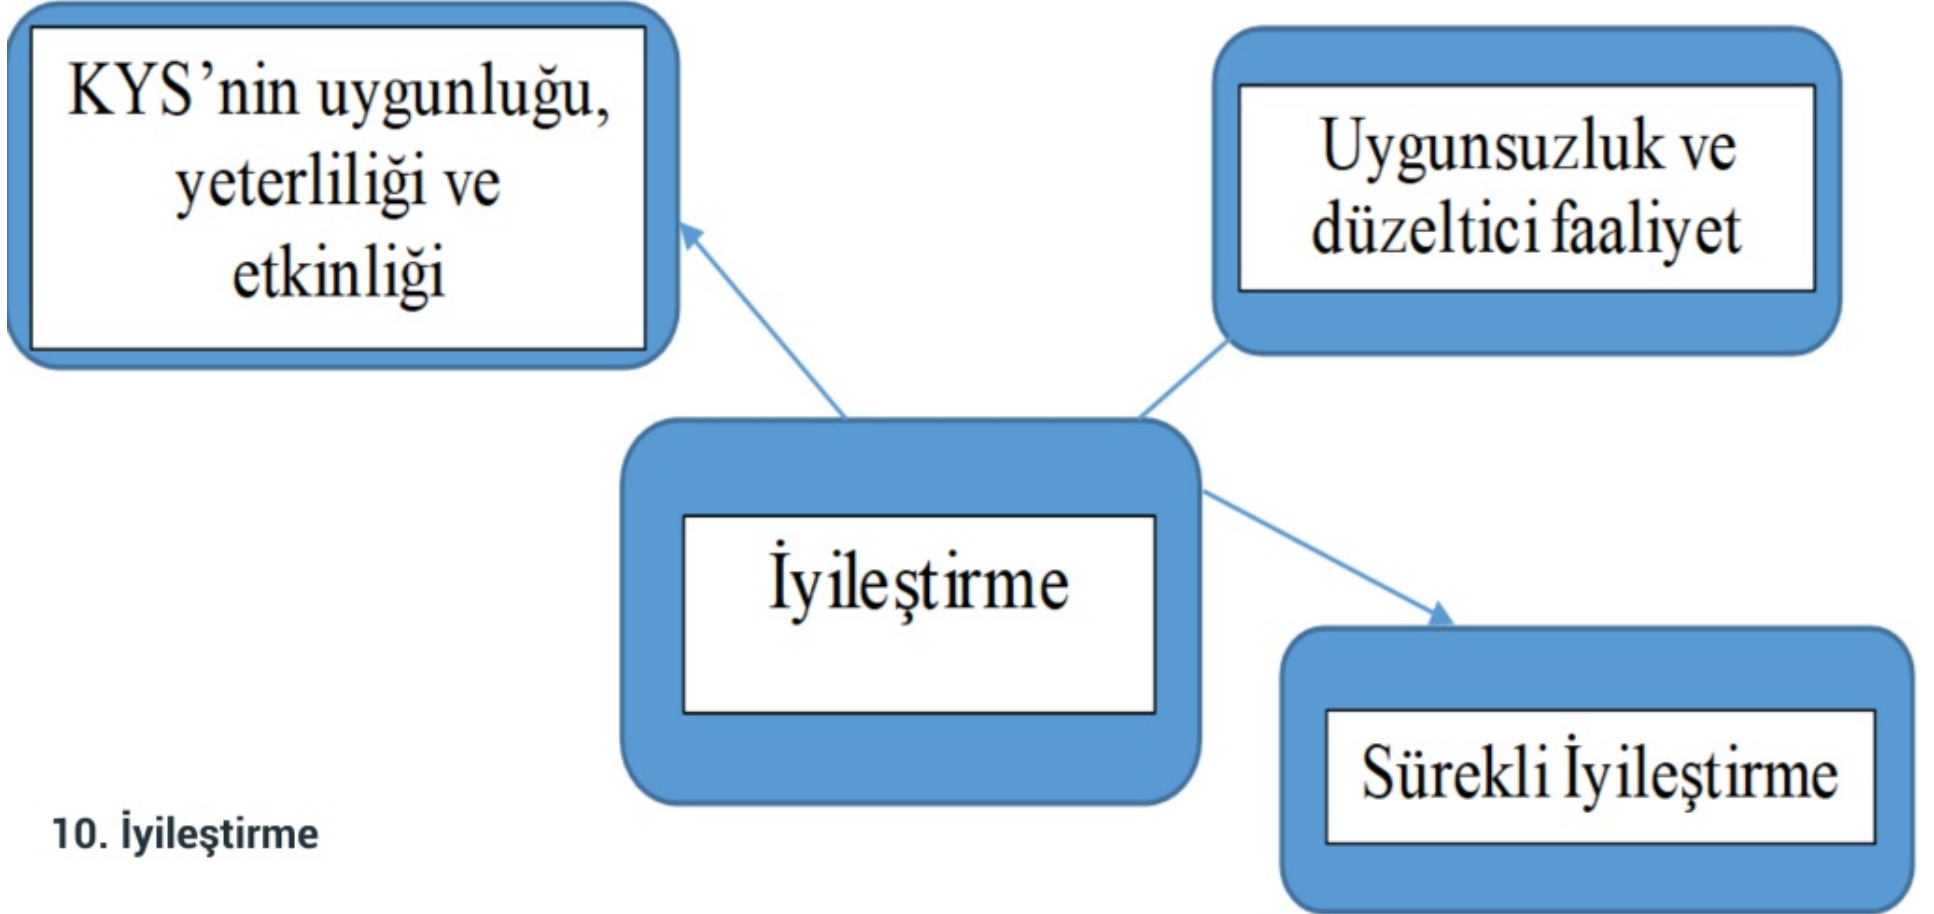 KYS’nin uygunluğu,
yeterliliği ve
etkinliği
Uygunsuzluk ve
düzeltici faaliyet
İyileştirme
Sürekli İyileştirme
10. İyileştirme